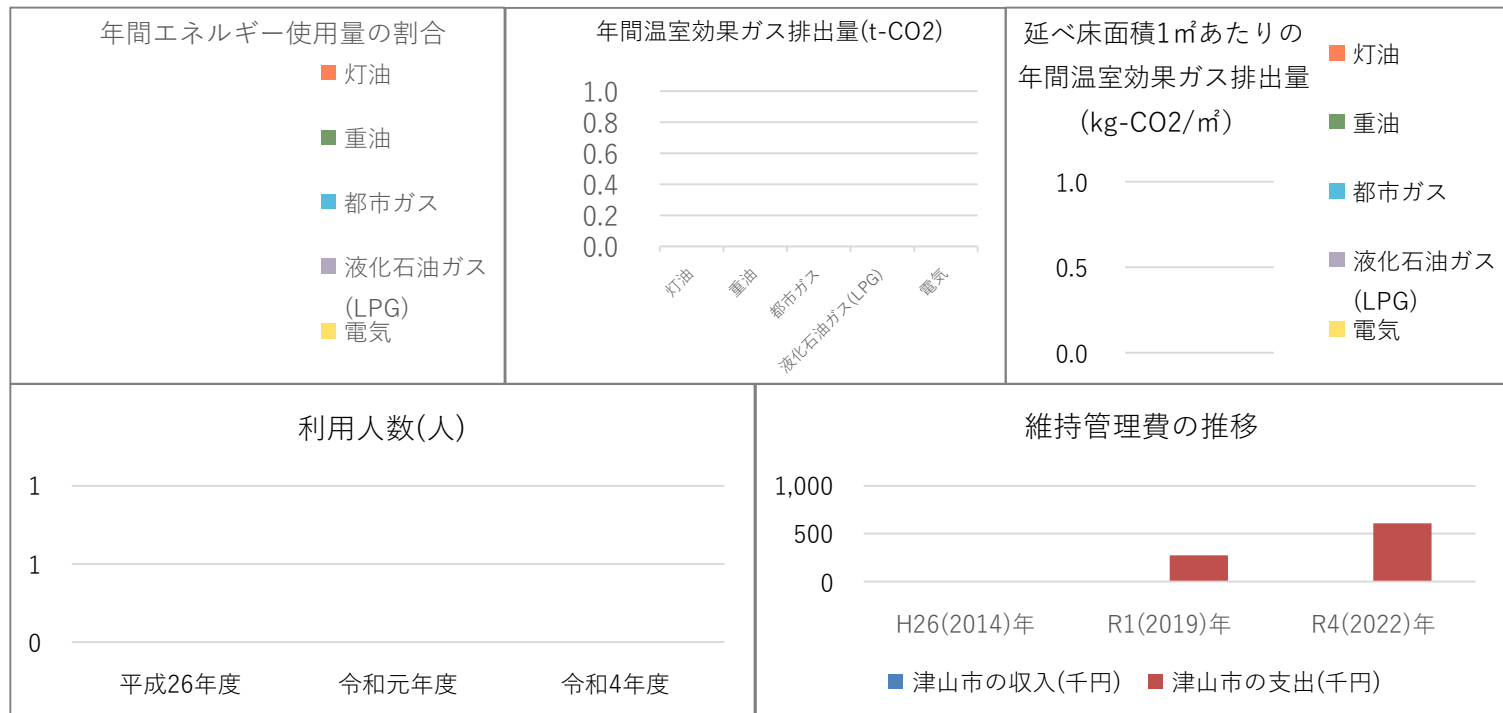 年間エネルギー使用量の割合
灯油
重油
都市ガス
液化石油ガス
(LPG)
電気
年間温室効果ガス排出量(t-CO2)
1.0
0.8
0.6
0.4
0.2
0.0
灯油
重油
都市ガス
液化石油ガス(LPG)
電気
延べ床面積1㎡あたりの
年間温室効果ガス排出量
(kg-CO2/㎡)
1.0
0.5
0.0
灯油
重油
都市ガス
液化石油ガス
(LPG)
電気
利用人数(人)
1
1
0
平成26年度
令和元年度
令和4年度
維持管理費の推移
1,000
500
0
H26(2014)年
R1(2019)年
R4(2022)年
津山市の収入(千円)
津山市の支出(千円)